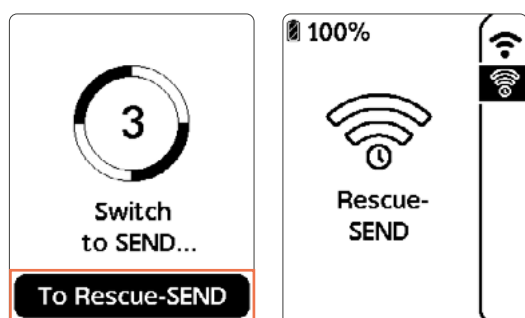 3
Switch
to SEND...
To Rescue-SEND
100%
Rescue-
SEND